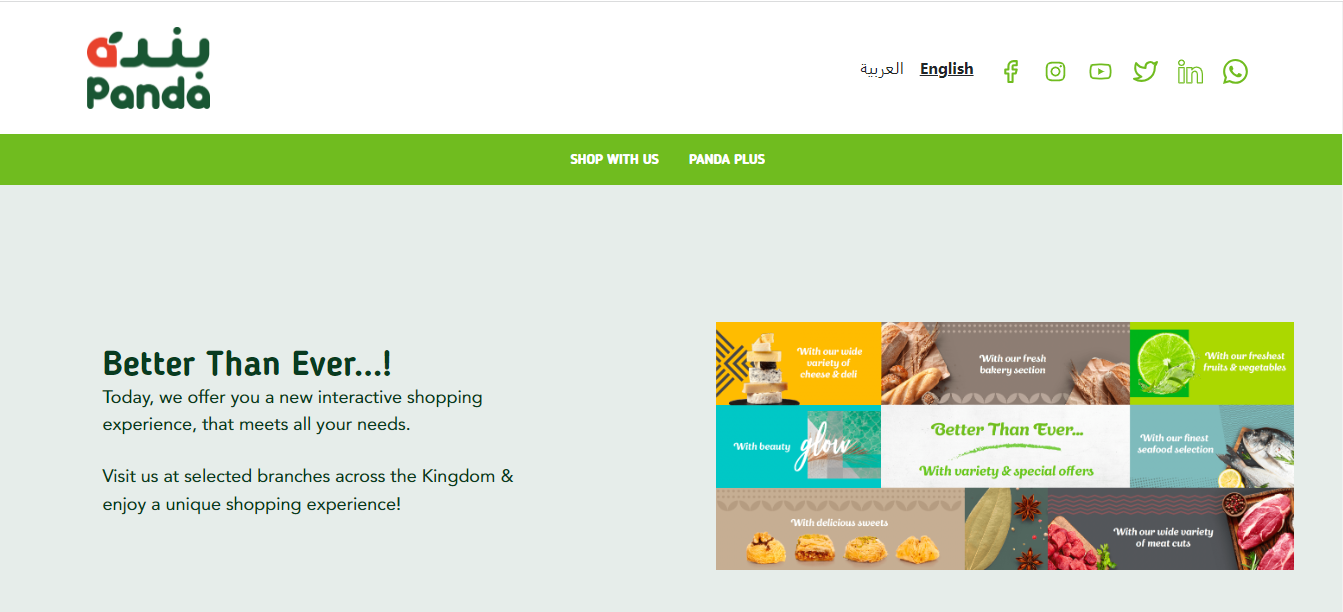 بنده
Panda
العربية English
SHOP WITH US PANDA PLUS
Better Than Ever...!
Today, we offer you a new interactive shopping
experience, that meets all your needs.
Visit us at selected branches across the Kingdom &
enjoy a unique shopping experience!
With our wide
variety of
cheese & deli
With our fresh
bakery section
With our freshest
fruits & vegetables
With beauty glow
Better Than Ever...
With variety & special offers
With our finest
seafood selection
With delicious sweets
With our wide variety
of meat cuts